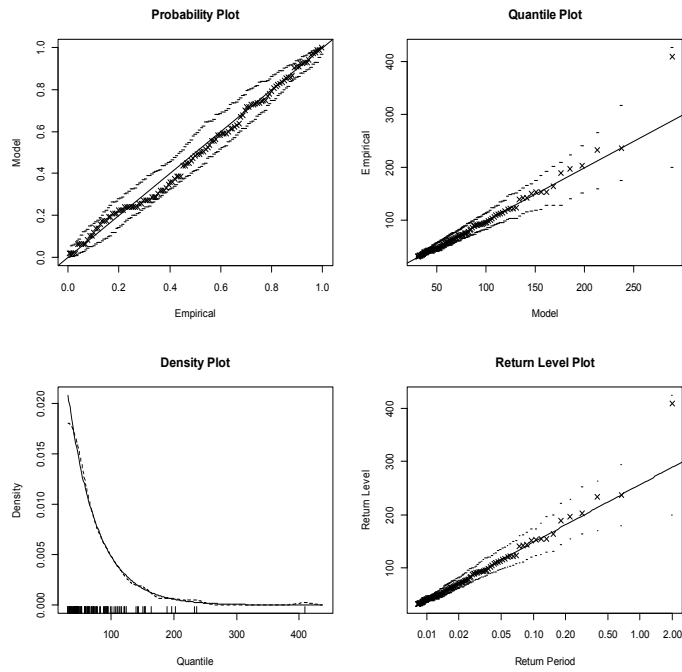 Probability Plot
Model
0.0 0.2 0.4 0.6 0.8 1.0
0.0 0.2 0.4 0.6 0.8 1.0
Empirical
Quantile Plot
Empirical
100 200 300 400
50 100 150 200 250
Model
Density Plot
Density
0.000 0.005 0.010 0.015 0.020
100 200 300 400
Quantile
Return Level Plot
Return Level
100 200 300 400
0.01 0.02 0.05 0.10 0.20 0.50 1.00 2.00
Return Period